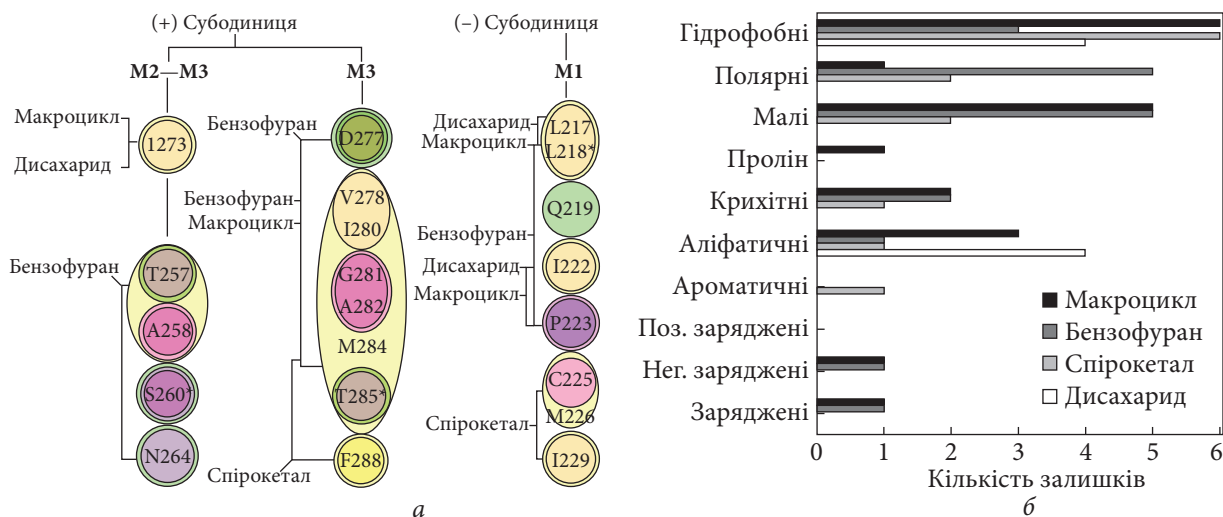 (+) Субодиниця
(–) Субодиниця
M2—M3
M3
M1
Макроцикл
Дисахарид
1273
Бензофуран
T257
A258
S260*
N264
Бензофуран
D277
Бензофуран
Макроцикл
V278
I280
G281
A282
M284
T285*
Спірокетал
F288
Дисахарид
Макроцикл
L217
L218*
Q219
Бензофуран
Дисахарид
Макроцикл
I222
P223
C225
M226
Спірокетал
I229
а
Гідрофобні
Полярні
Малі
Пролін
Крихітні
Аліфатичні
Ароматичні
Поз. заряджені
Нег. заряджені
Заряджені
Макроцикл
Бензофуран
Спірокетал
Дисахарид
0 1 2 3 4 5 6
Кількість залишків
б